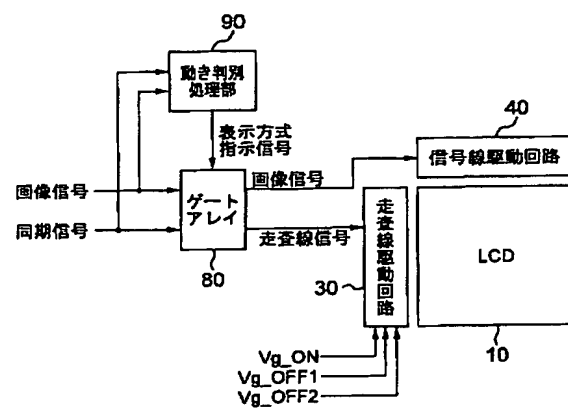 90
動き判別
処理部
表示方式
指示信号
40
信号線駆動回路
画像信号
画像信号
ゲート
アレイ
同期信号
走査線信号
80
走査線駆動回路
30
LCD
10
Vg_ON
Vg_OFF1
Vg_OFF2